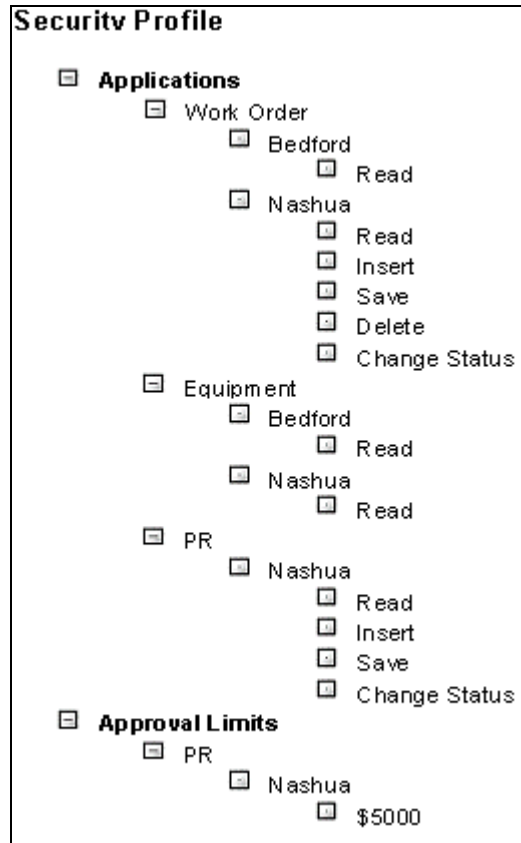 Security Profile
Applications
Work Order
Bedford
Read
Nashua
Read
Insert
Save
Delete
Change Status
Equipment
Bedford
Read
Nashua
Read
PR
Nashua
Read
Insert
Save
Change Status
Approval Limits
PR
Nashua
$5000